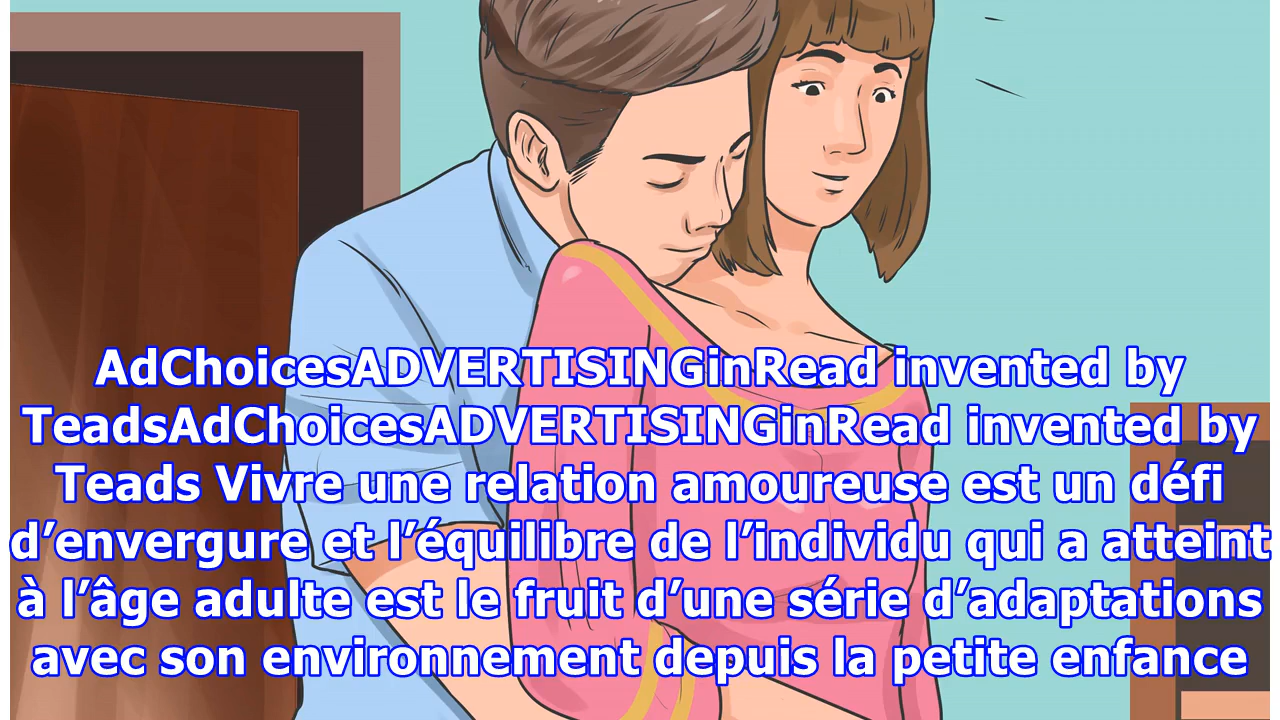 AdChoicesADVERTISINGinRead invented by
TeadsAdChoicesADVERTISINGinRead invented by
Teads Vivre une relation amoureuse est un défi
d’envergure et l’équilibre de l’individu qui a atteint
à l’âge adulte est le fruit d’une série d’adaptations
avec son environnement depuis la petite enfance